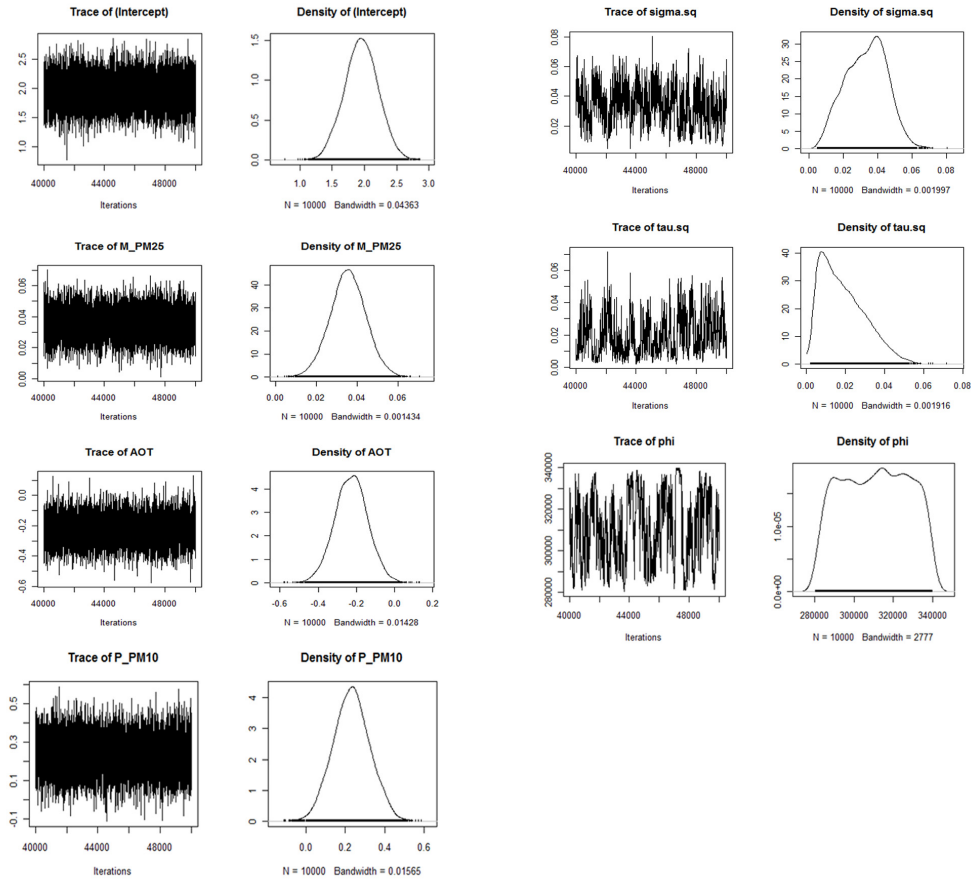 Trace of (Intercept)
Density of (Intercept)
1.0 1.5 2.0 2.5
40000 44000 48000
Iterations
0.0 0.5 1.0 1.5
1.0 1.5 2.0 2.5 3.0
N = 10000 Bandwidth = 0.04363
Trace of sigma.sq
Density of sigma.sq
0.02 0.04 0.06 0.08
40000 44000 48000
Iterations
0 5 10 15 20 25 30
0.00 0.02 0.04 0.06 0.08
N = 10000 Bandwidth = 0.001997
Trace of M_PM25
Density of M_PM25
0.00 0.02 0.04 0.06
40000 44000 48000
Iterations
0 10 20 30 40
0.00 0.02 0.04 0.06
N = 10000 Bandwidth = 0.001434
Trace of tau.sq
Density of tau.sq
0.00 0.02 0.04 0.06
40000 44000 48000
Iterations
0 10 20 30 40
0.00 0.02 0.04 0.06 0.08
N = 10000 Bandwidth = 0.001916
Trace of AOT
Density of AOT
-0.6 -0.4 -0.2 0.0
40000 44000 48000
Iterations
0 1 2 3 4
-0.6 -0.4 -0.2 0.0 0.2
N = 10000 Bandwidth = 0.01428
Trace of phi
Density of phi
280000 300000 320000 340000
40000 44000 48000
Iterations
0.0e+00 1.0e-05
280000 300000 320000 340000
N = 10000 Bandwidth = 2777
Trace of P_PM10
Density of P_PM10
-0.1 0.1 0.3 0.5
40000 44000 48000
Iterations
0 1 2 3 4
0.0 0.2 0.4 0.6
N = 10000 Bandwidth = 0.01565